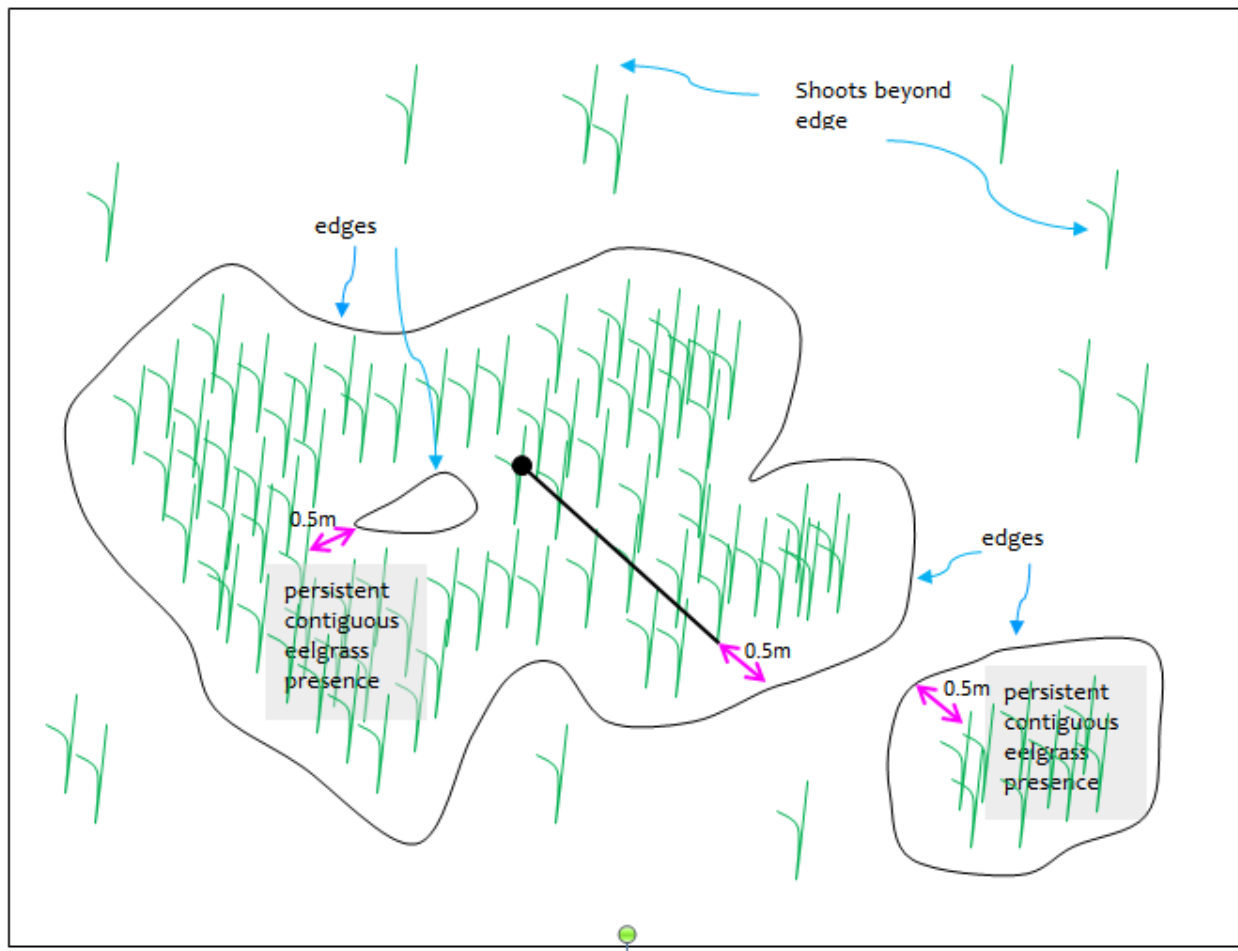 Shoots beyond
edge
edges
0.5m
persistent
contiguous
eelgrass
presence
0.5m
edges
0.5m
persistent
contiguous
eelgrass
presence